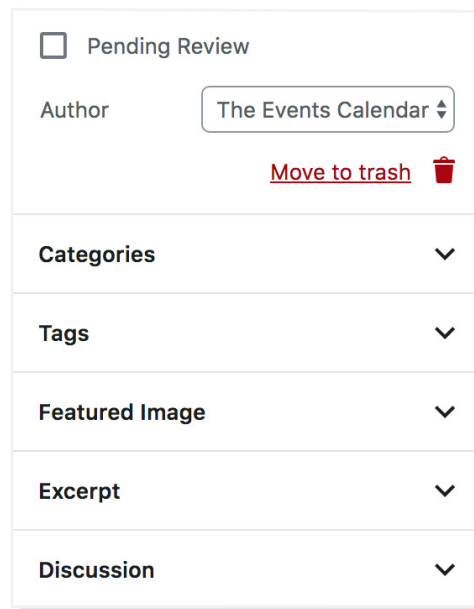 Pending Review
Author The Events Calendar
Move to trash
Categories
Tags
Featured Image
Excerpt
Discussion